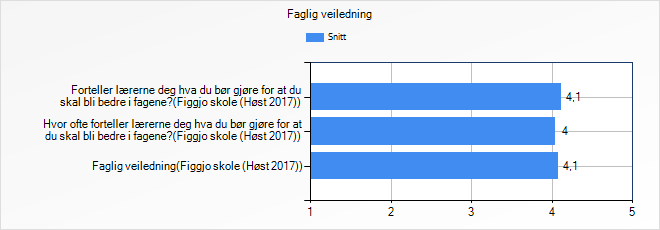 Faglig veiledning
Snitt
Forteller lærerne deg hva du bør gjøre for at du
skal bli bedre i fagene?(Figgjo skole (Høst 2017))
4,1
Hvor ofte forteller lærerne deg hva du bør gjøre for at
du skal bli bedre i fagene?(Figgjo skole (Høst 2017))
4
Faglig veiledning(Figgjo skole (Høst 2017))
4,1
1 2 3 4 5